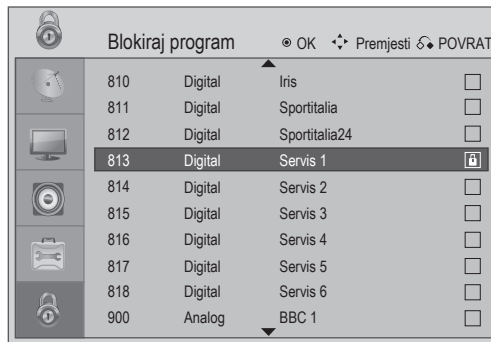 Blokiraj program OK Premjesti POVRAT
810 Digital Iris
811 Digital Sportitalia
812 Digital Sportitalia24
813 Digital Servis 1
814 Digital Servis 2
815 Digital Servis 3
816 Digital Servis 4
817 Digital Servis 5
818 Digital Servis 6
900 Analog BBC 1